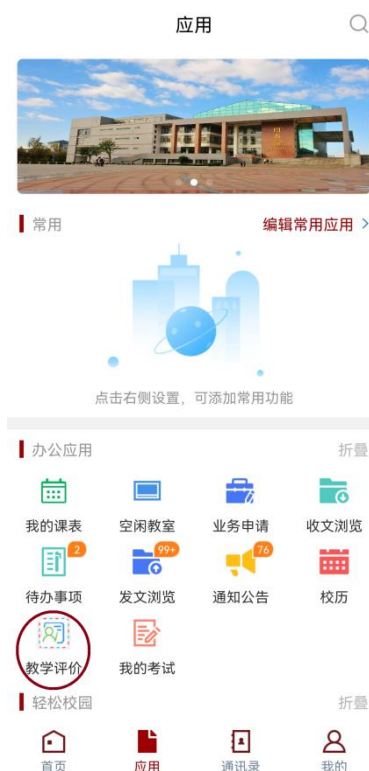 应用
常用
编辑常用应用 >
点击右侧设置，可添加常用功能
办公应用
折叠
我的课表 空闲教室 业务申请 收文浏览
2 99+ 76
待办事项 发文浏览 通知公告 校历
教学评价 我的考试
轻松校园
折叠
首页 应用 通讯录 我的